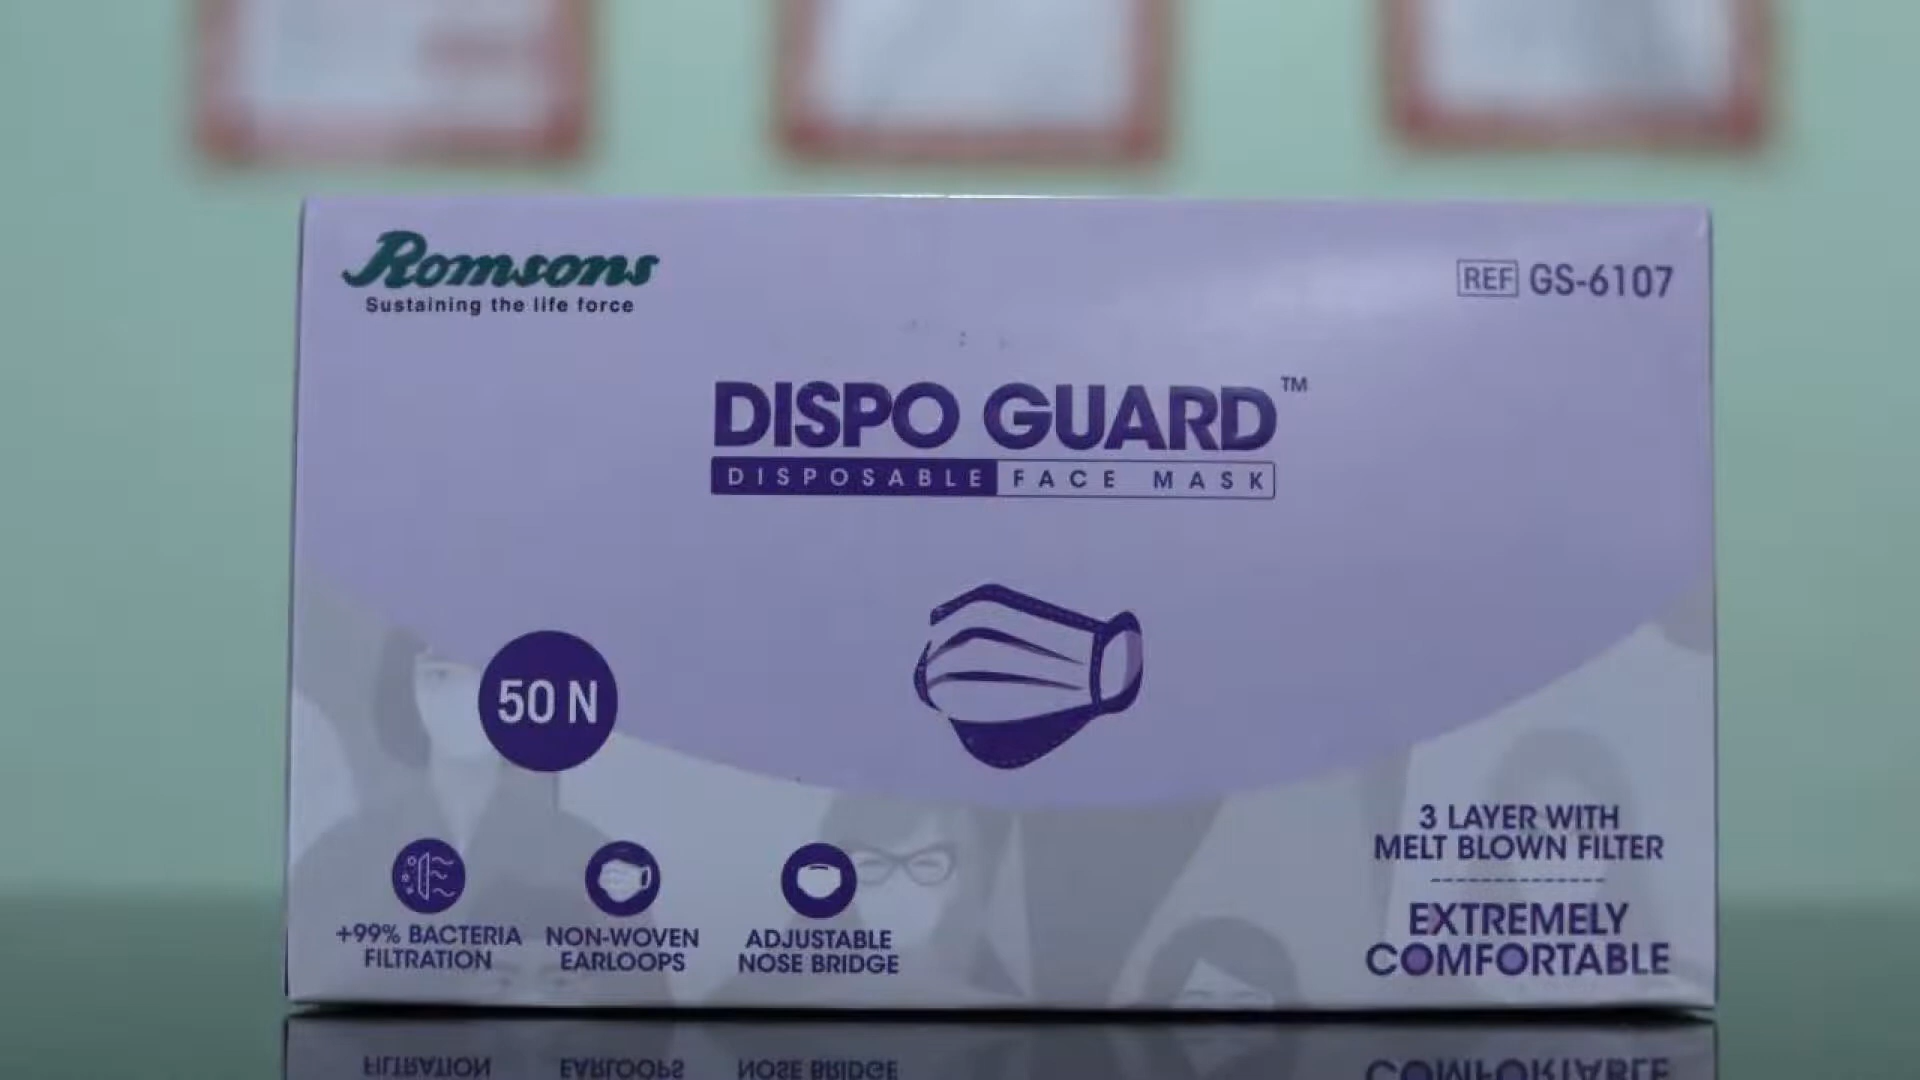 Romsons
Sustaining the life force
REF GS-6107
DISPO GUARD™
DISPOSABLE FACE MASK
50 N
+99% BACTERIA
FILTRATION
NON-WOVEN
EARLOOPS
ADJUSTABLE
NOSE BRIDGE
3 LAYER WITH
MELT BLOWN FILTER
EXTREMELY
COMFORTABLE